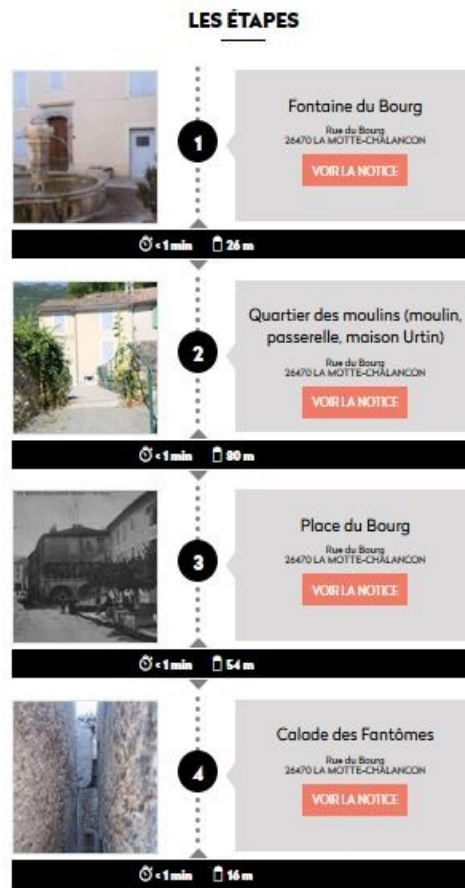 LES ÉTAPES
1
Fontaine du Bourg
Rue du Bourg
26470 LA MOTTE-CHALANCON
VOIR LA NOTICE
< 1 min 26 m
2
Quartier des moulins (moulin,
passerelle, maison Urtin)
Rue du Bourg
26470 LA MOTTE-CHALANCON
VOIR LA NOTICE
< 1 min 80 m
3
Place du Bourg
Rue du Bourg
26470 LA MOTTE-CHALANCON
VOIR LA NOTICE
< 1 min 54 m
4
Calade des Fantômes
Rue du Bourg
26470 LA MOTTE-CHALANCON
VOIR LA NOTICE
< 1 min 16 m